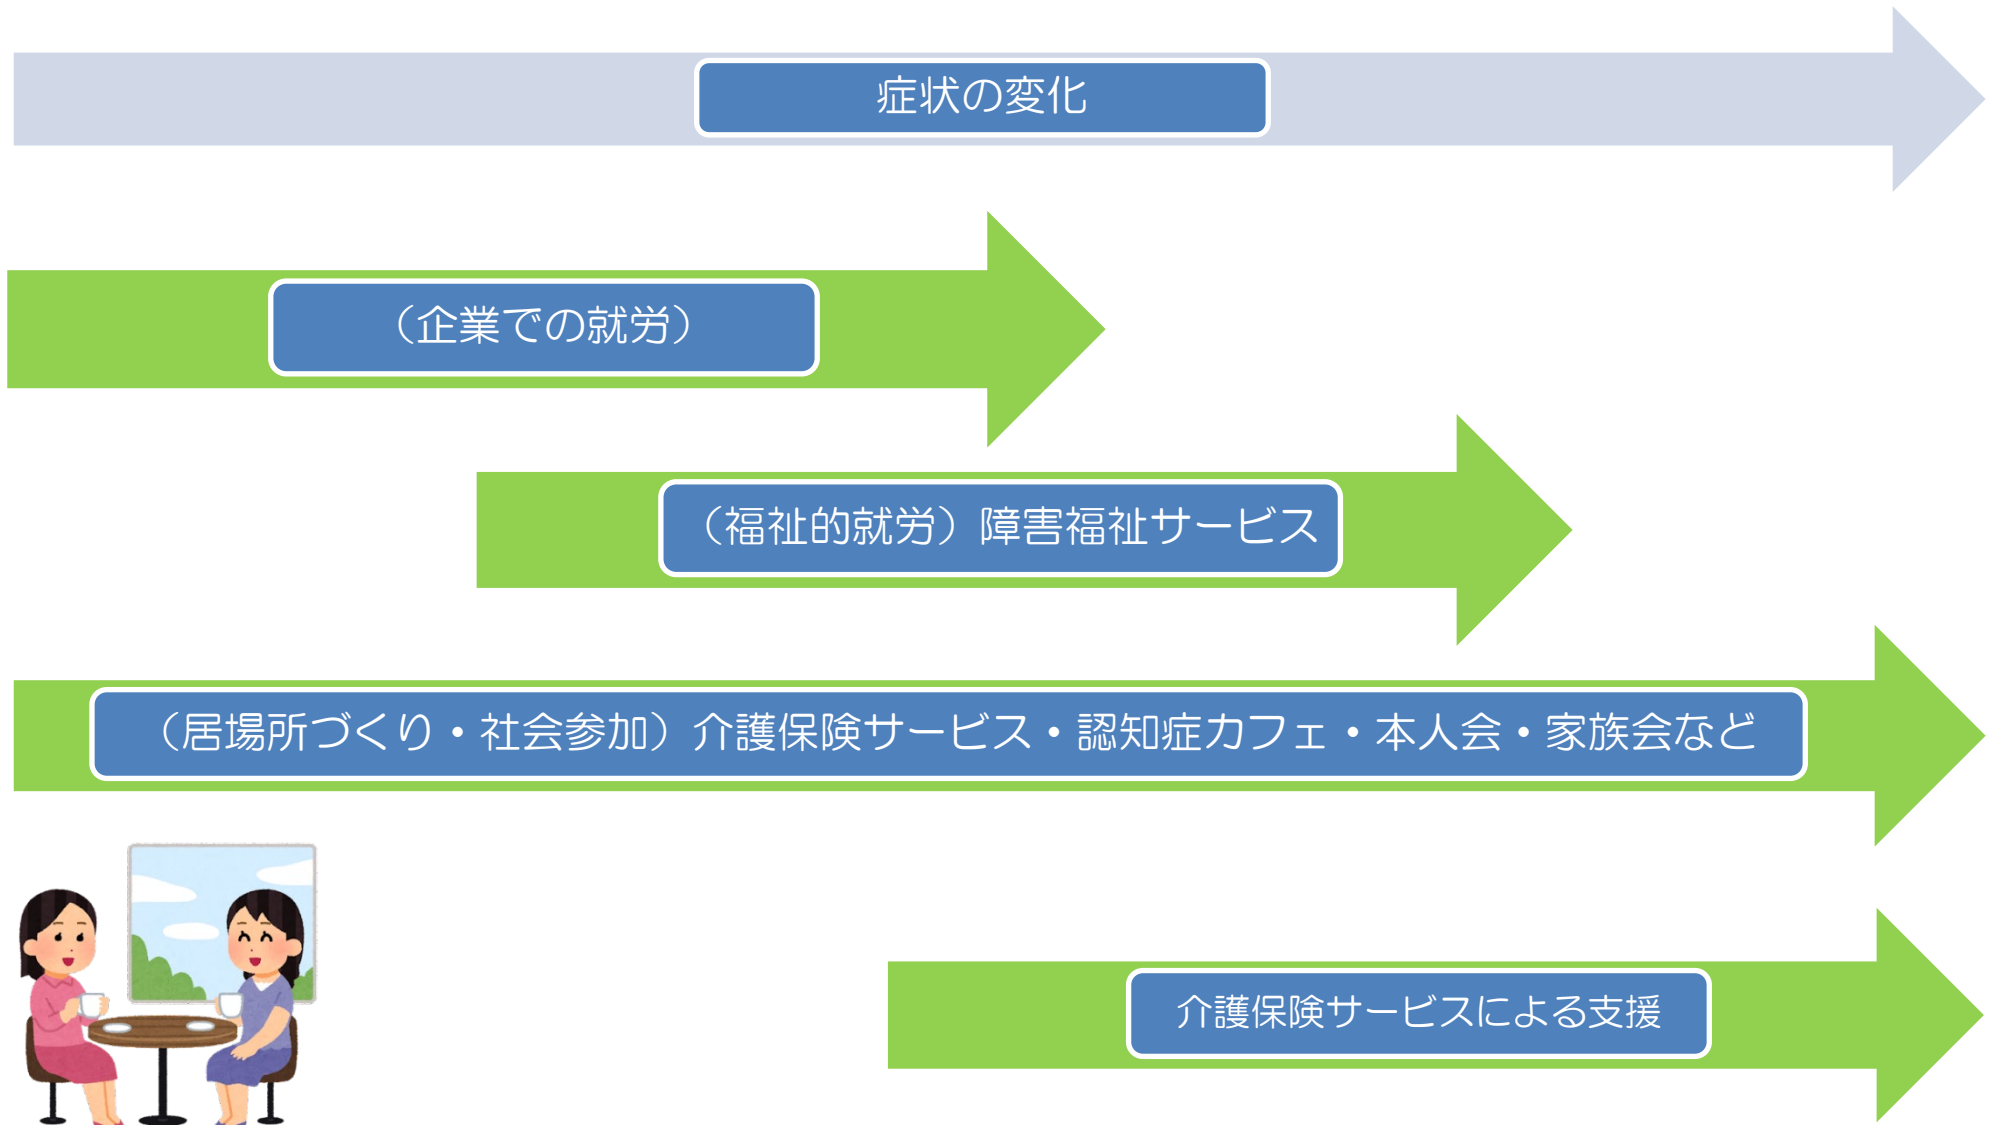 症状の変化
（企業での就労）
（福祉的就労）障害福祉サービス
（居場所づくり・社会参加）介護保険サービス・認知症カフェ・本人会・家族会など
介護保険サービスによる支援